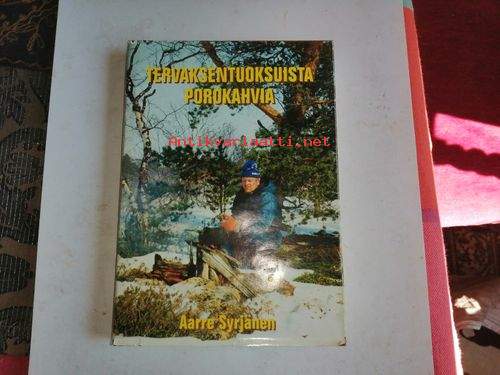 TERVAKSENTUOKSUISTA
POROKAHVIA
Antikvariaatti.net
Aarre Syrjänen